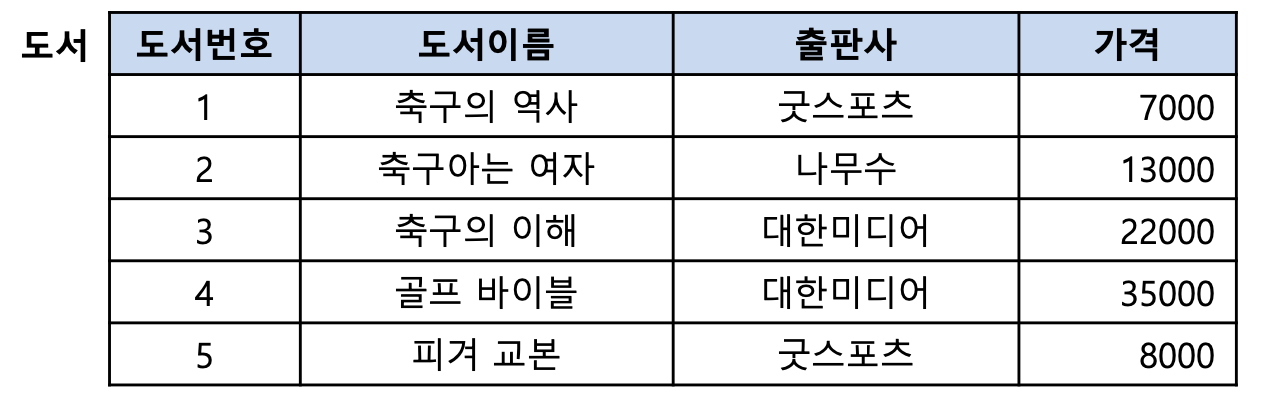 도서 도서번호 도서이름 출판사 가격
1 축구의 역사 굿스포츠 7000
2 축구아는 여자 나무수 13000
3 축구의 이해 대한미디어 22000
4 골프 바이블 대한미디어 35000
5 피겨 교본 굿스포츠 8000